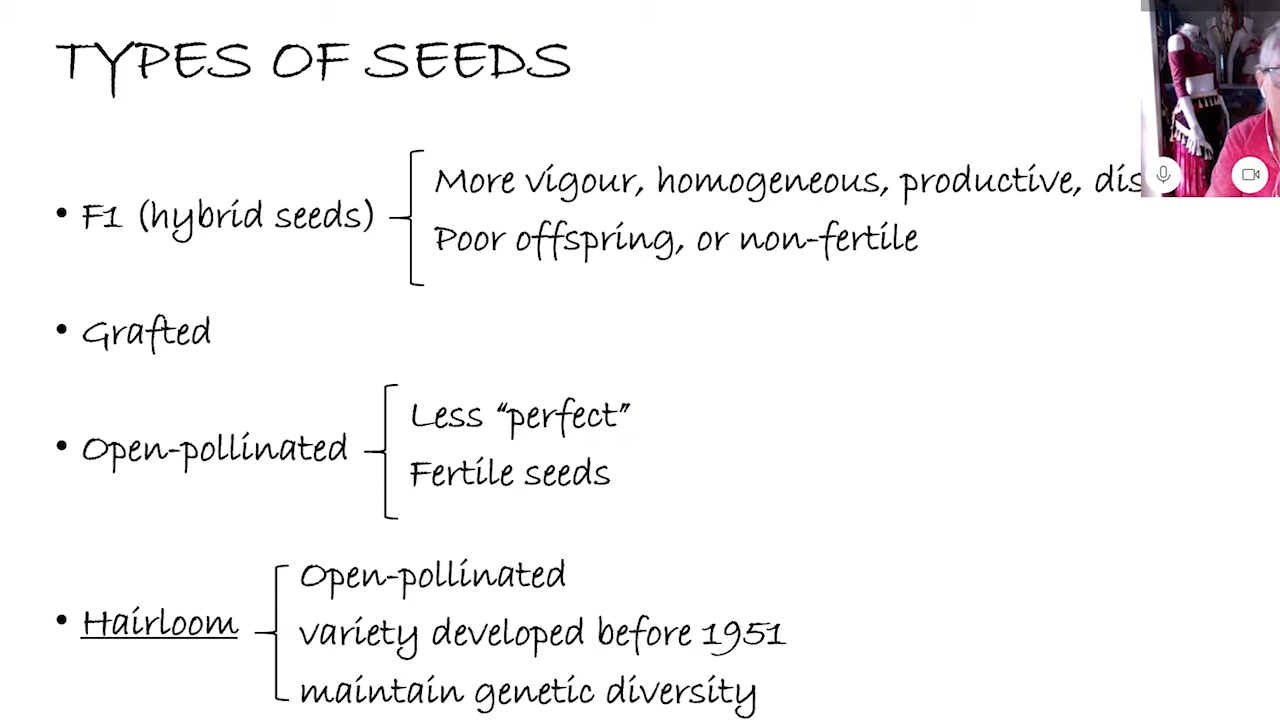 TYPES OF SEEDS
• F1 (hybrid seeds)
More vigour, homogeneous, productive,
Poor offspring, or non-fertile
• Grafted
• Open-pollinated
Less “perfect”
Fertile seeds
• Hairloom
Open-pollinated
variety developed before 1951
maintain genetic diversity